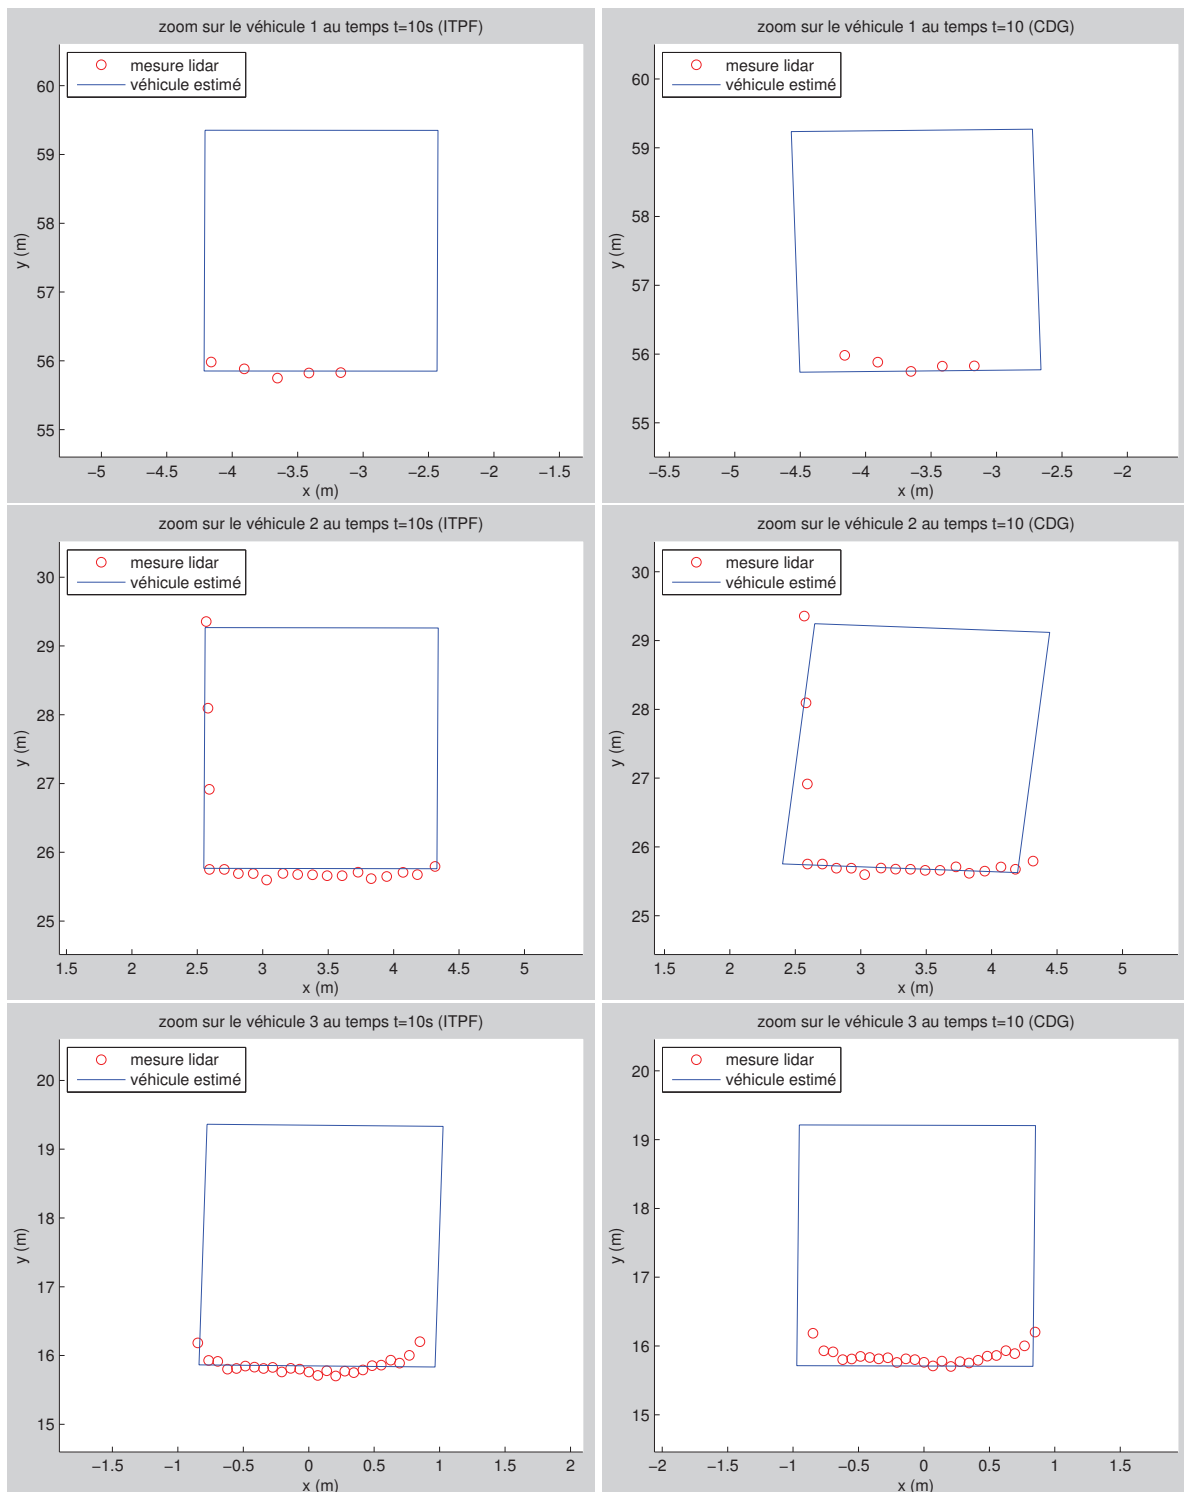 zoom sur le véhicule 1 au temps t=10s (ITPF)
mesure lidar
véhicule estimé
60
59
58
57
56
55
y (m)
−5 −4.5 −4 −3.5 −3 −2.5 −2 −1.5
x (m)
zoom sur le véhicule 1 au temps t=10 (CDG)
mesure lidar
véhicule estimé
60
59
58
57
56
55
y (m)
−5.5 −5 −4.5 −4 −3.5 −3 −2.5 −2
x (m)
zoom sur le véhicule 2 au temps t=10s (ITPF)
mesure lidar
véhicule estimé
30
29
28
27
26
25
y (m)
1.5 2 2.5 3 3.5 4 4.5 5
x (m)
zoom sur le véhicule 2 au temps t=10 (CDG)
mesure lidar
véhicule estimé
30
29
28
27
26
25
y (m)
1.5 2 2.5 3 3.5 4 4.5 5
x (m)
zoom sur le véhicule 3 au temps t=10s (ITPF)
mesure lidar
véhicule estimé
20
19
18
17
16
15
y (m)
−1.5 −1 −0.5 0 0.5 1 1.5 2
x (m)
zoom sur le véhicule 3 au temps t=10 (CDG)
mesure lidar
véhicule estimé
20
19
18
17
16
15
y (m)
−2 −1.5 −1 −0.5 0 0.5 1 1.5
x (m)